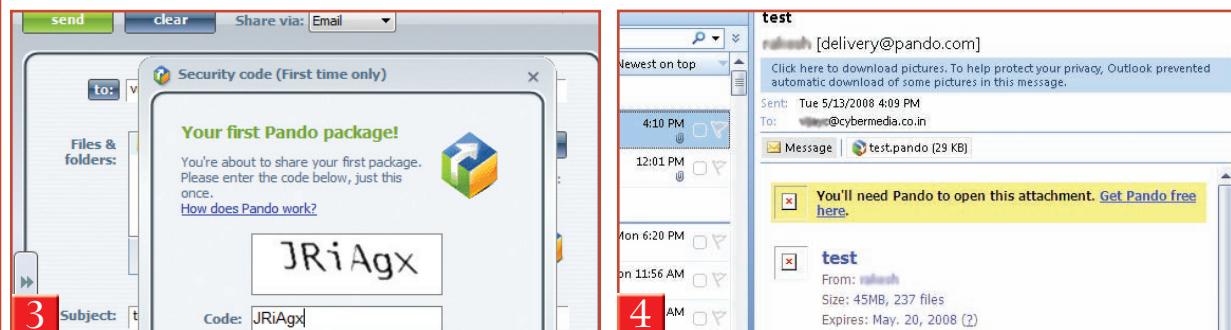 send clear Share via: Email
Security code (First time only)
to:
Your first Pando package!
Files &
folders:
You're about to share your first package.
Please enter the code below, just this
once.
How does Pando work?
JRiAgx
3 Subject: Code: JRiAgx
test
[delivery@pando.com]
Newest on top
Click here to download pictures. To help protect your privacy, Outlook prevented
automatic download of some pictures in this message.
Sent: Tue 5/13/2008 4:09 PM
To: @cybermedia.co.in
4:10 PM
Message test.pando (29 KB)
12:01 PM
You'll need Pando to open this attachment. Get Pando free
here.
Mon 6:20 PM
test
From:
11:56 AM
Size: 45MB, 237 files
4 AM
Expires: May. 20, 2008 (?)